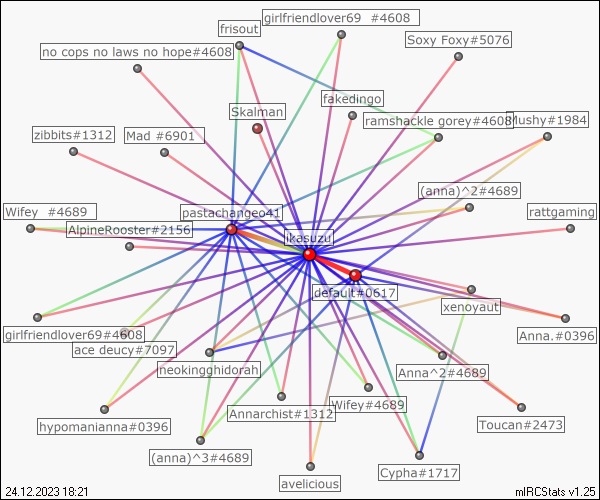 girlfriendlover69 #4608
frisout
Soxy Foxy#5076
no cops no laws no hope#4608
fakedingo
Skalman
ramshackle gorey#4608
Mushy#1984
zibbits#1312
Mad #6901
(anna)^2#4689
Wifey #4689
pastachangeo41
rattgaming
AlpineRooster#2156
ikasuzu
default#0617
xenoyaut
girlfriendlover69#4608
Anna.#0396
ace deucy#7097
neokingghidorah
Anna^2#4689
Wifey#4689
Annarchist#1312
hypomanianna#0396
Toucan#2473
(anna)^3#4689
Cypha#1717
avelicious
24.12.2023 18:21
mIRCStats v1.25